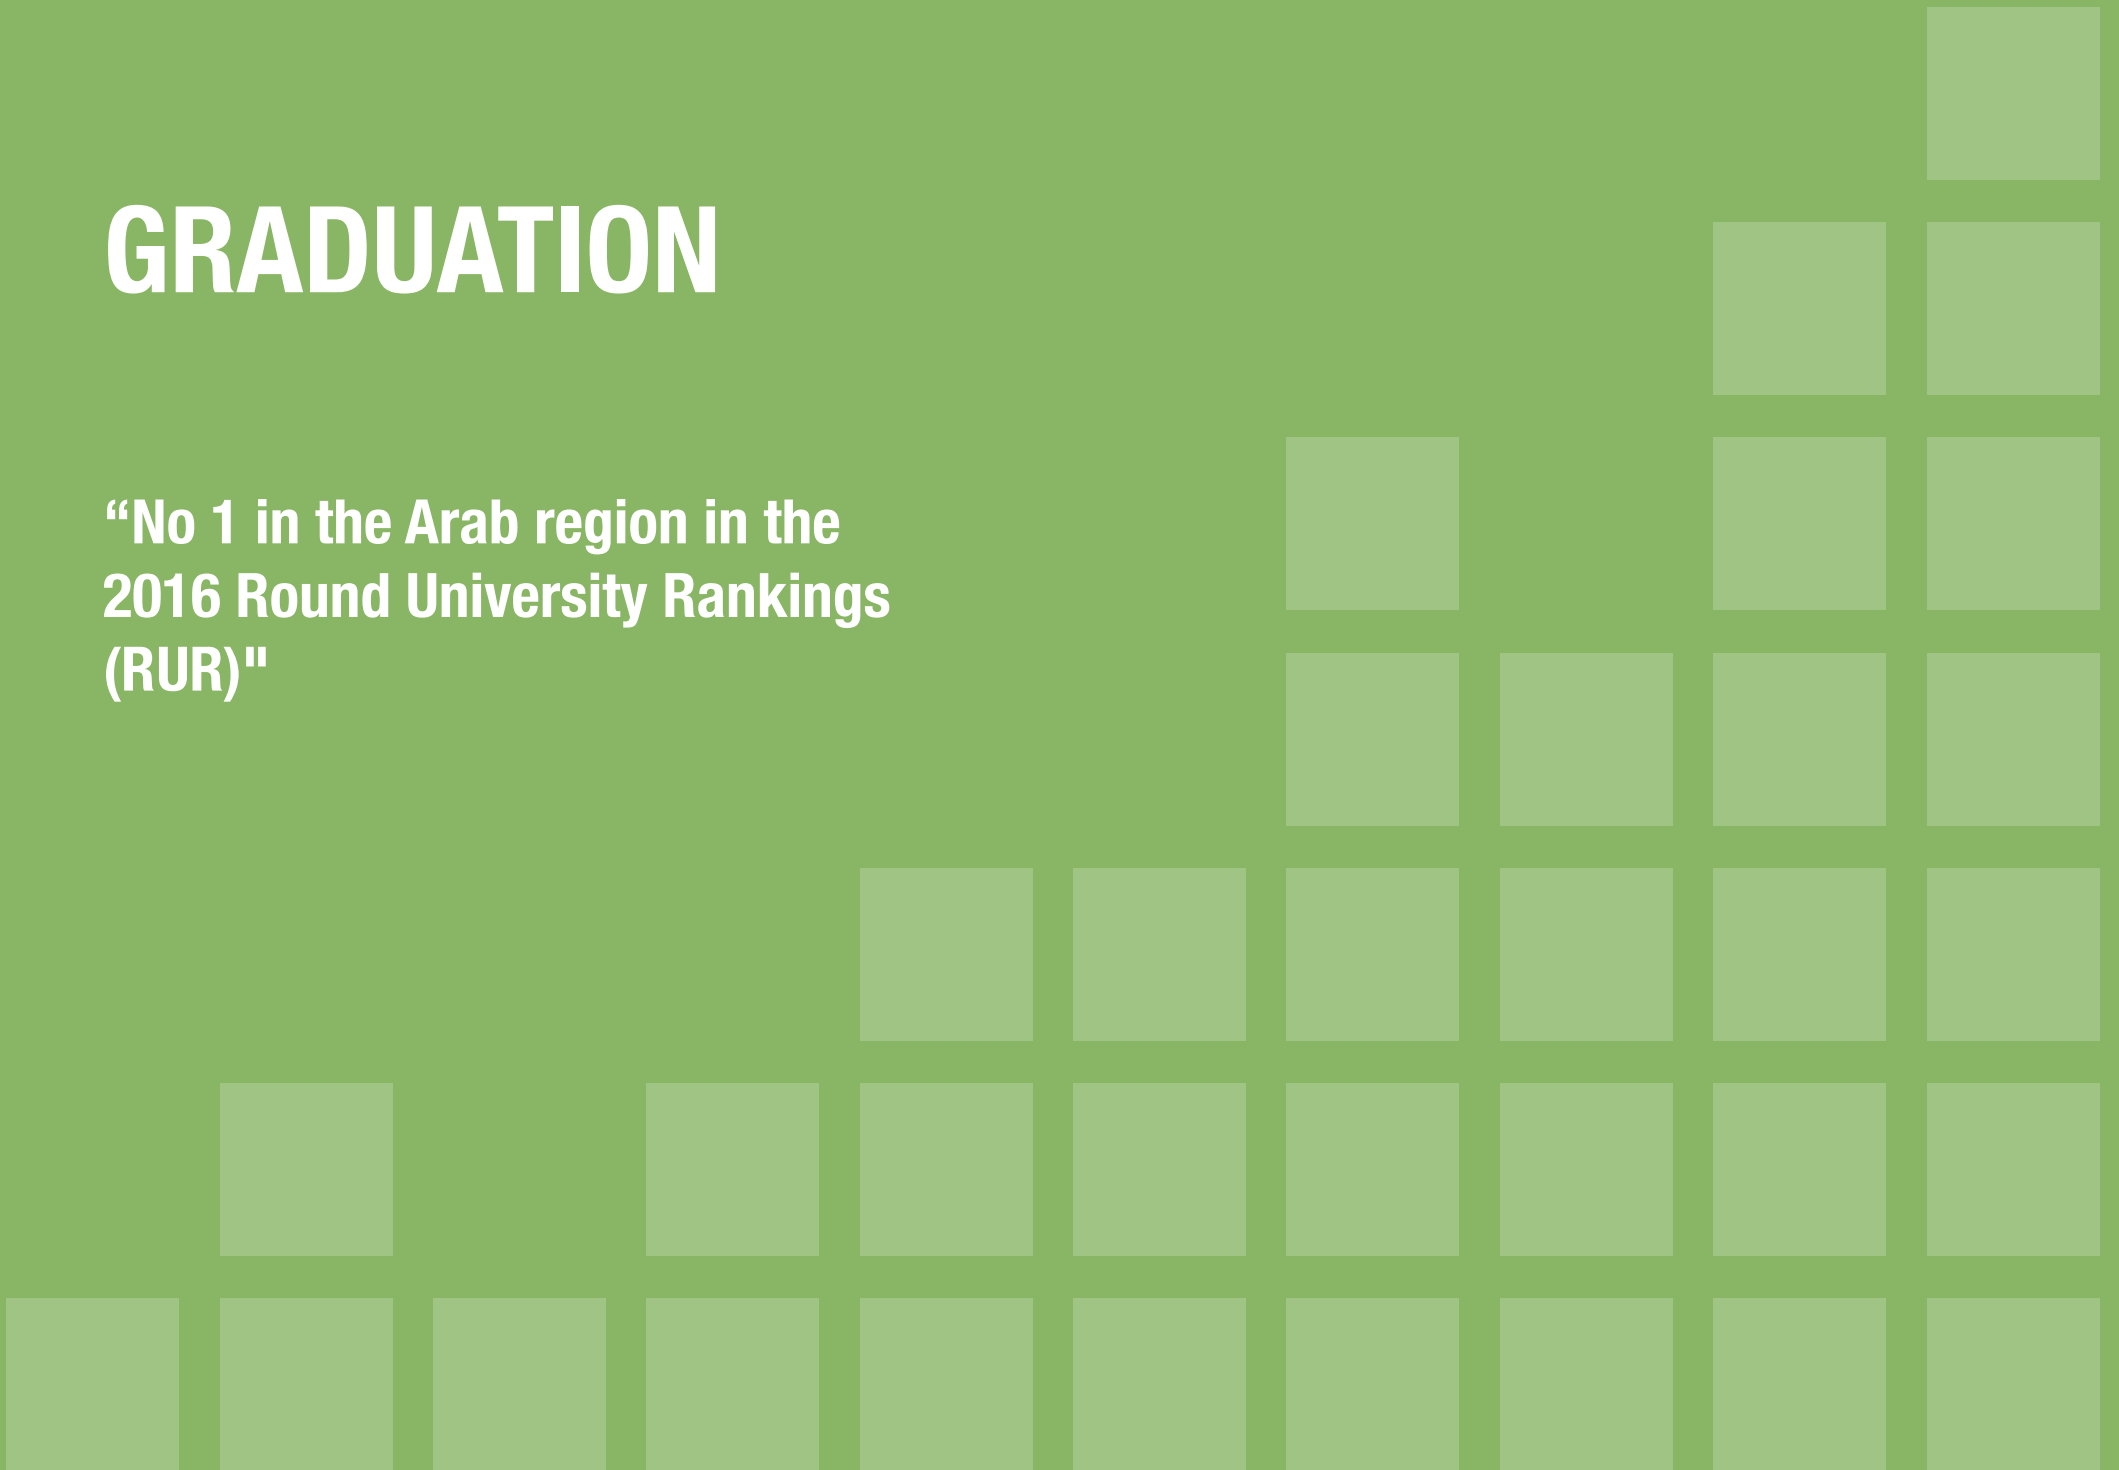 GRADUATION
“No 1 in the Arab region in the
2016 Round University Rankings
(RUR)"